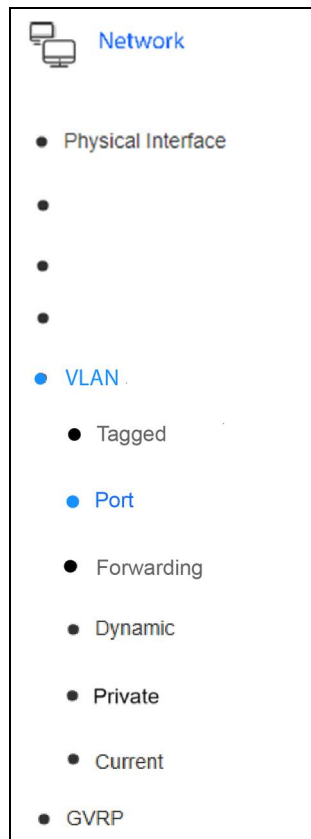 Network
Physical Interface
VLAN
Tagged
Port
Forwarding
Dynamic
Private
Current
GVRP